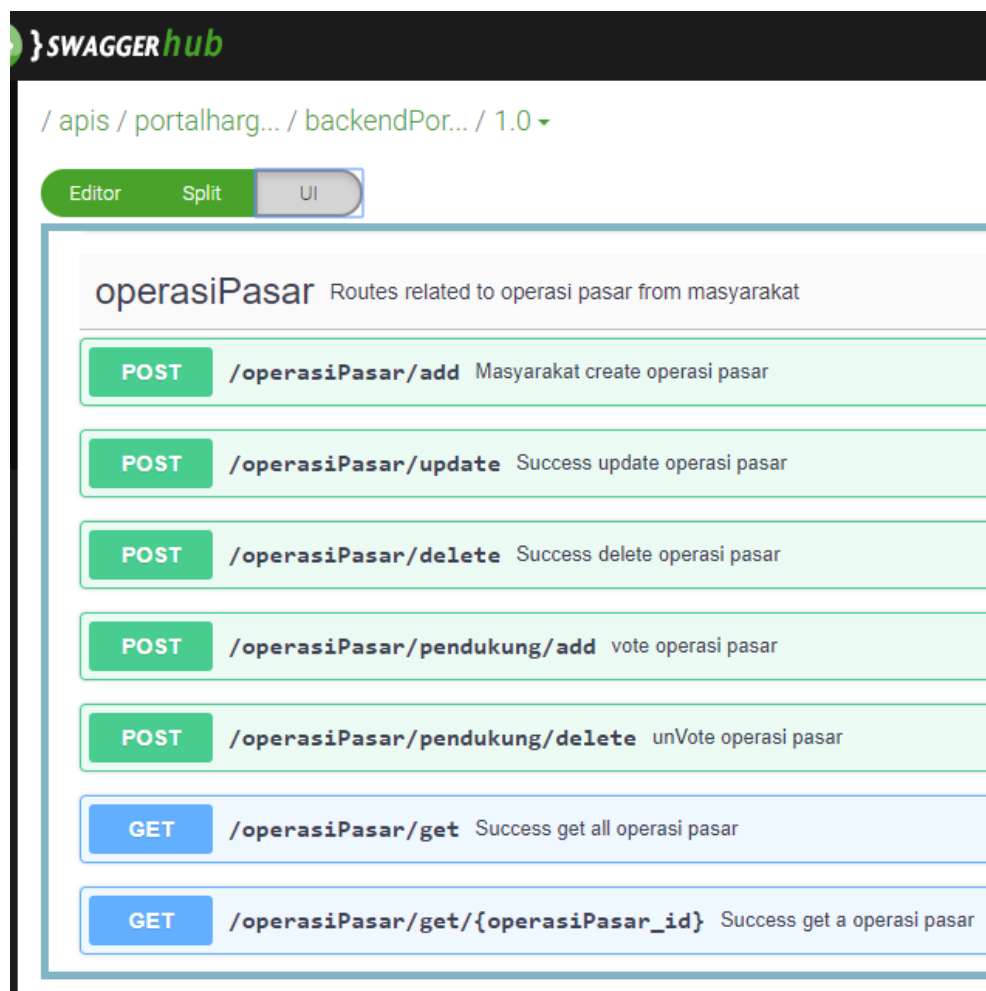 } SWAGGERhub
/ apis / portalharg... / backendPor... / 1.0
Editor Split UI
operasiPasar Routes related to operasi pasar from masyarakat
POST /operasiPasar/add Masyarakat create operasi pasar
POST /operasiPasar/update Success update operasi pasar
POST /operasiPasar/delete Success delete operasi pasar
POST /operasiPasar/pendukung/add vote operasi pasar
POST /operasiPasar/pendukung/delete unVote operasi pasar
GET /operasiPasar/get Success get all operasi pasar
GET /operasiPasar/get/{operasiPasar_id} Success get a operasi pasar